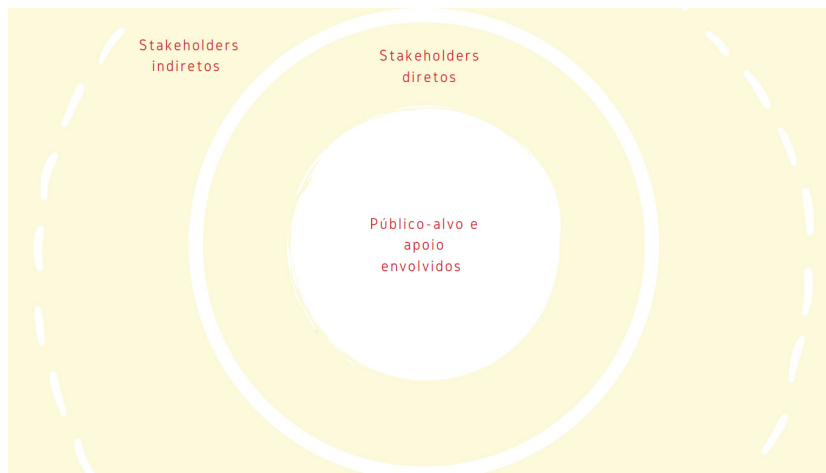 Stakeholders
indiretos
Stakeholders
diretos
Público-alvo e
apoio
envolvidos